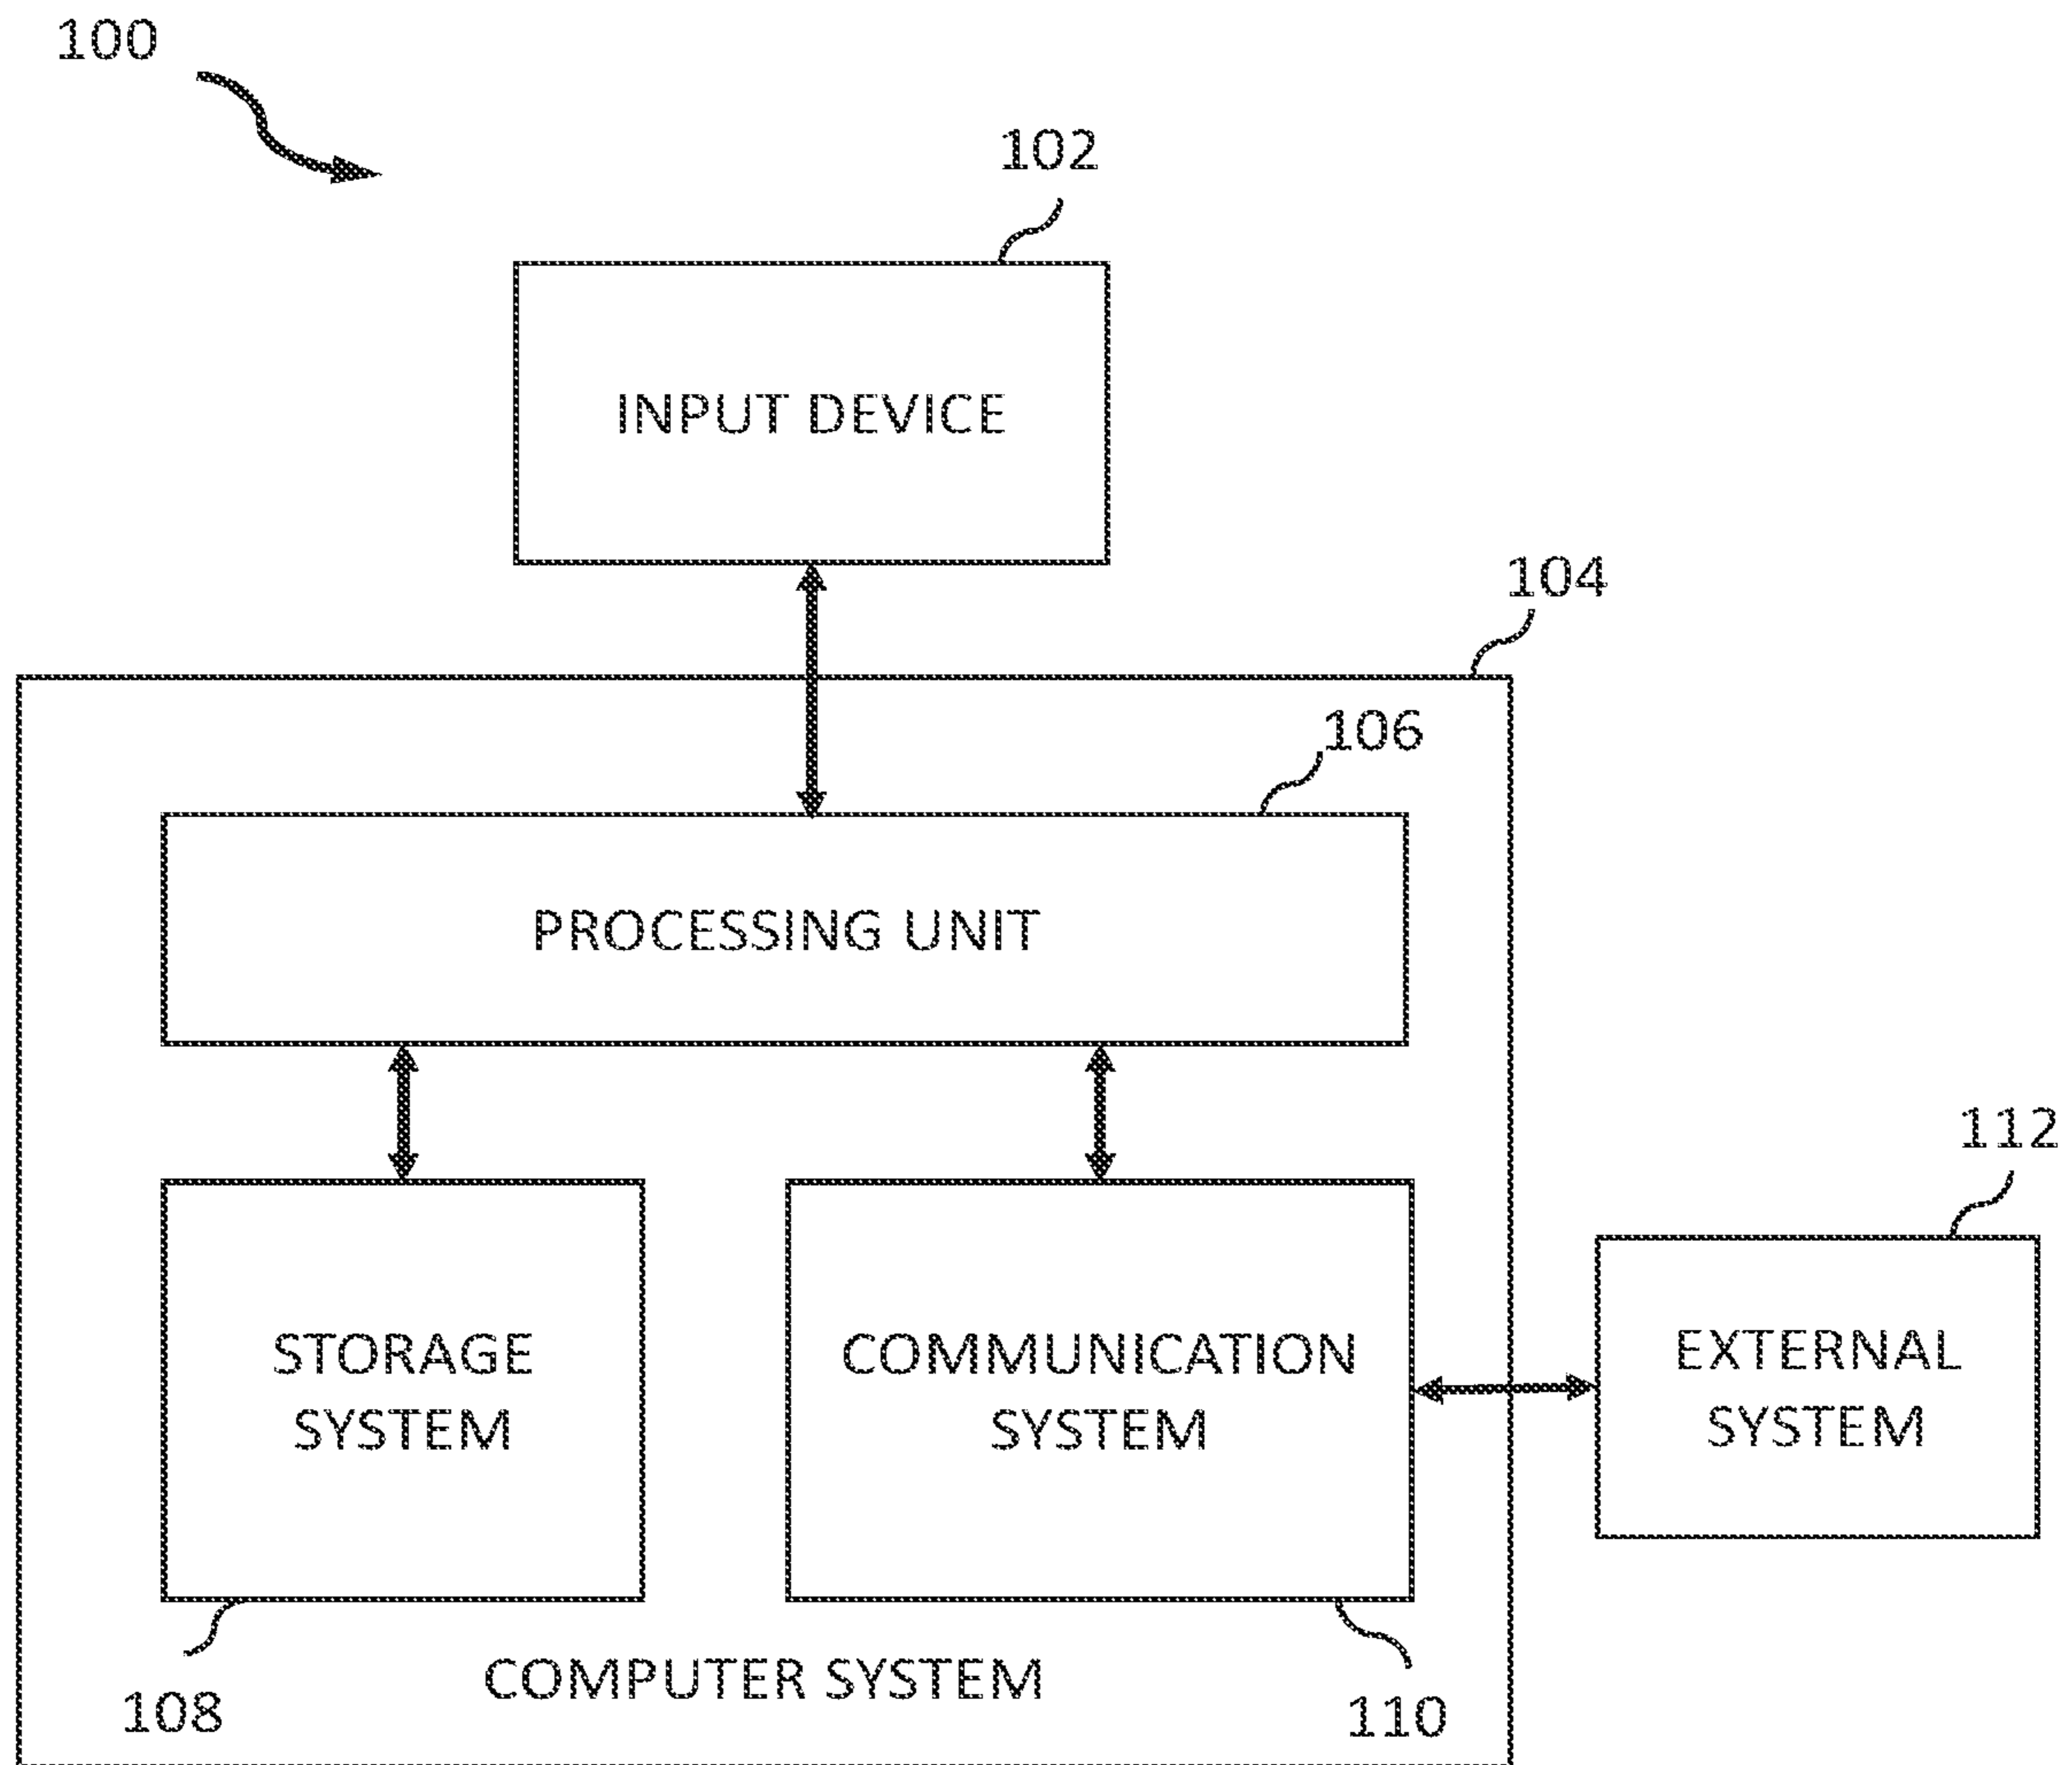 100
102
INPUT DEVICE
104
106
PROCESSING UNIT
112
STORAGE
SYSTEM
COMMUNICATION
SYSTEM
EXTERNAL
SYSTEM
COMPUTER SYSTEM
108
110